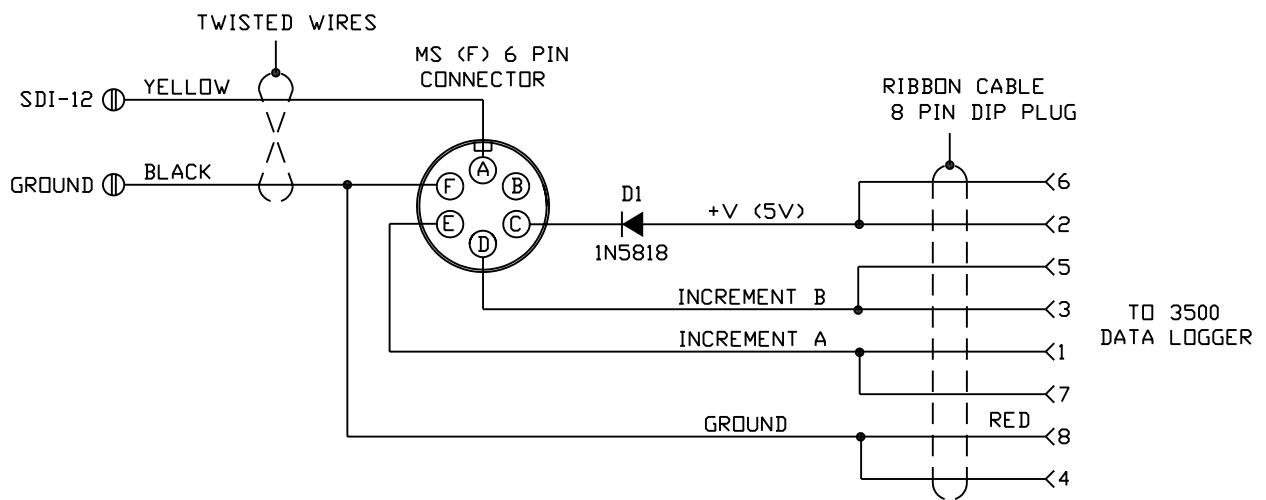 TWISTED WIRES
MS (F) 6 PIN
CONNECTOR
SDI-12
YELLOW
RIBBON CABLE
8 PIN DIP PLUG
GROUND
BLACK
A
F
B
E
C
D
D1
1N5818
+V (5V)
6
2
5
INCREMENT B
3
INCREMENT A
1
TO 3500
DATA LOGGER
7
GROUND
RED
8
4